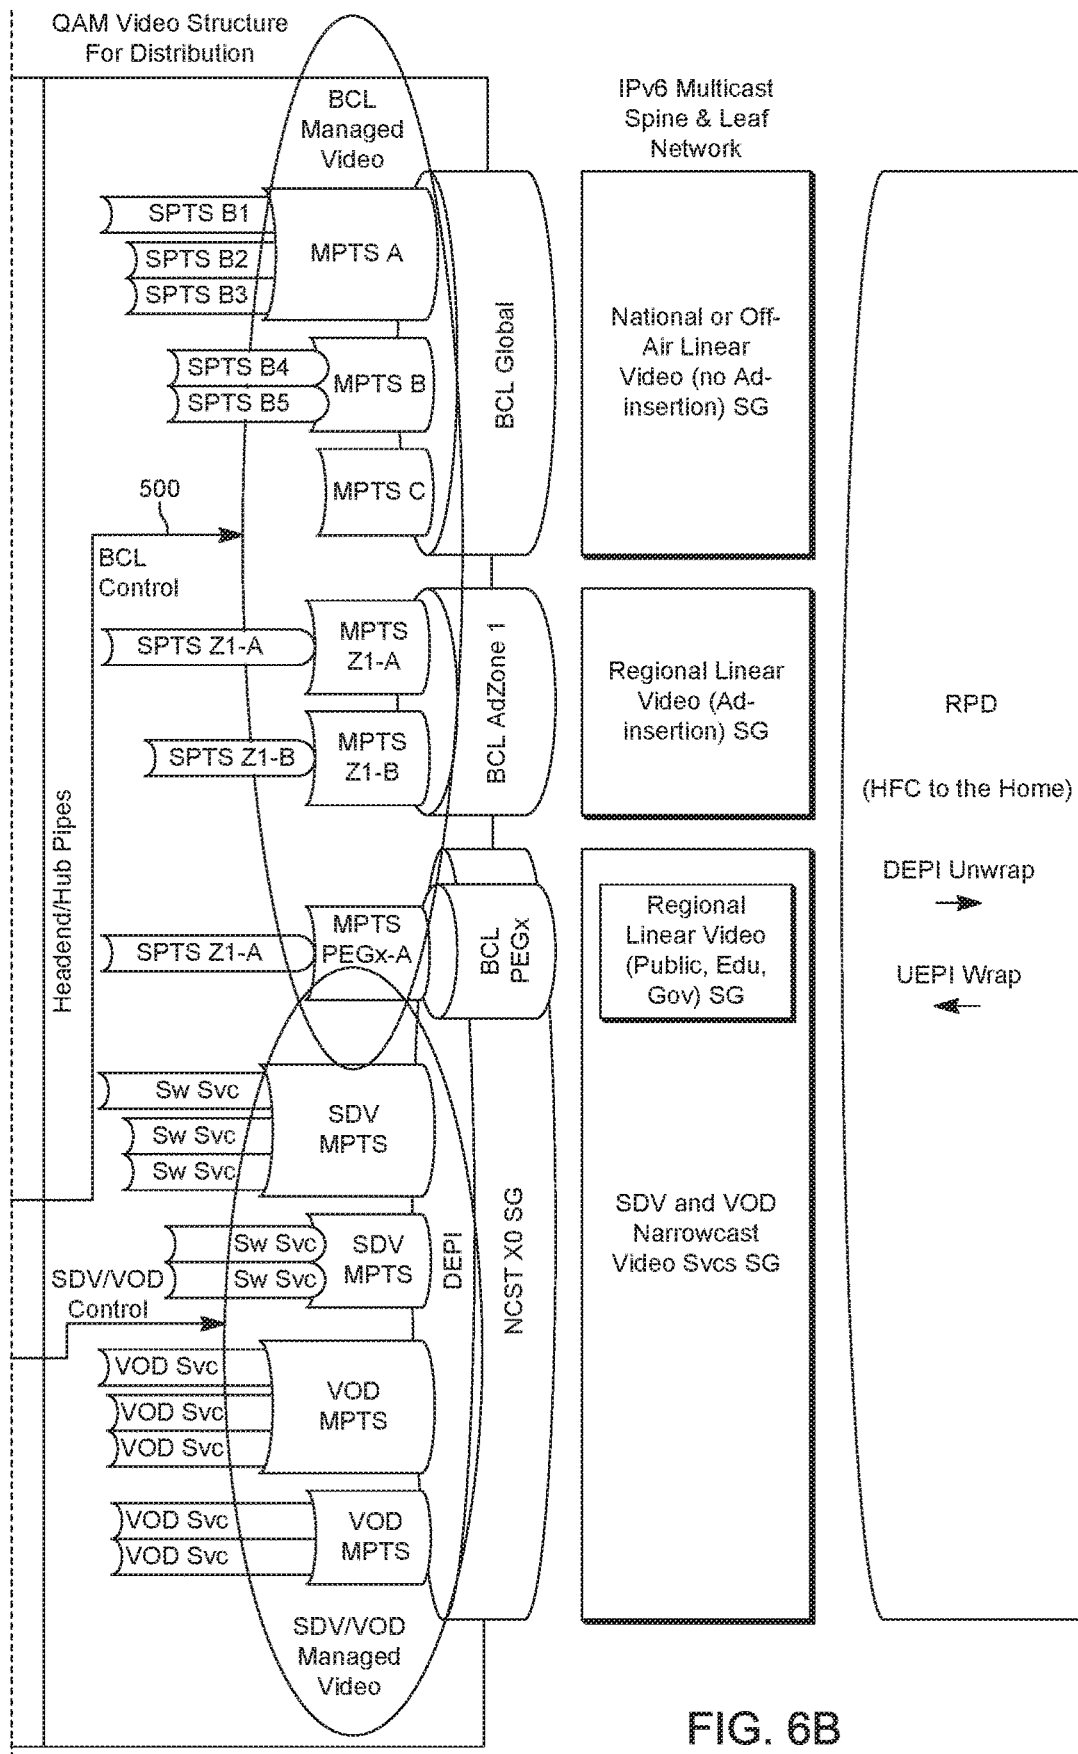 QAM Video Structure
For Distribution
BCL
Managed
Video
IPv6 Multicast
Spine & Leaf
Network
SPTS B1
SPTS B2
SPTS B3
MPTS A
SPTS B4
SPTS B5
MPTS B
MPTS C
BCL Global
National or Off-
Air Linear
Video (no Ad-
insertion) SG
500
BCL
Control
SPTS Z1-A
MPTS
Z1-A
SPTS Z1-B
MPTS
Z1-B
BCL AdZone 1
Regional Linear
Video (Ad-
insertion) SG
RPD
(HFC to the Home)
DEPI Unwrap
UEPI Wrap
Headend/Hub Pipes
SPTS Z1-A
MPTS
PEGx-A
BCL
PEGx
Regional
Linear Video
(Public, Edu,
Gov) SG
Sw Svc
Sw Svc
Sw Svc
SDV
MPTS
Sw Svc
Sw Svc
SDV
MPTS
DEPI
NCST X0 SG
SDV and VOD
Narrowcast
Video Svcs SG
SDV/VOD
Control
VOD Svc
VOD Svc
VOD Svc
VOD
MPTS
VOD Svc
VOD Svc
VOD
MPTS
SDV/VOD
Managed
Video
FIG. 6B